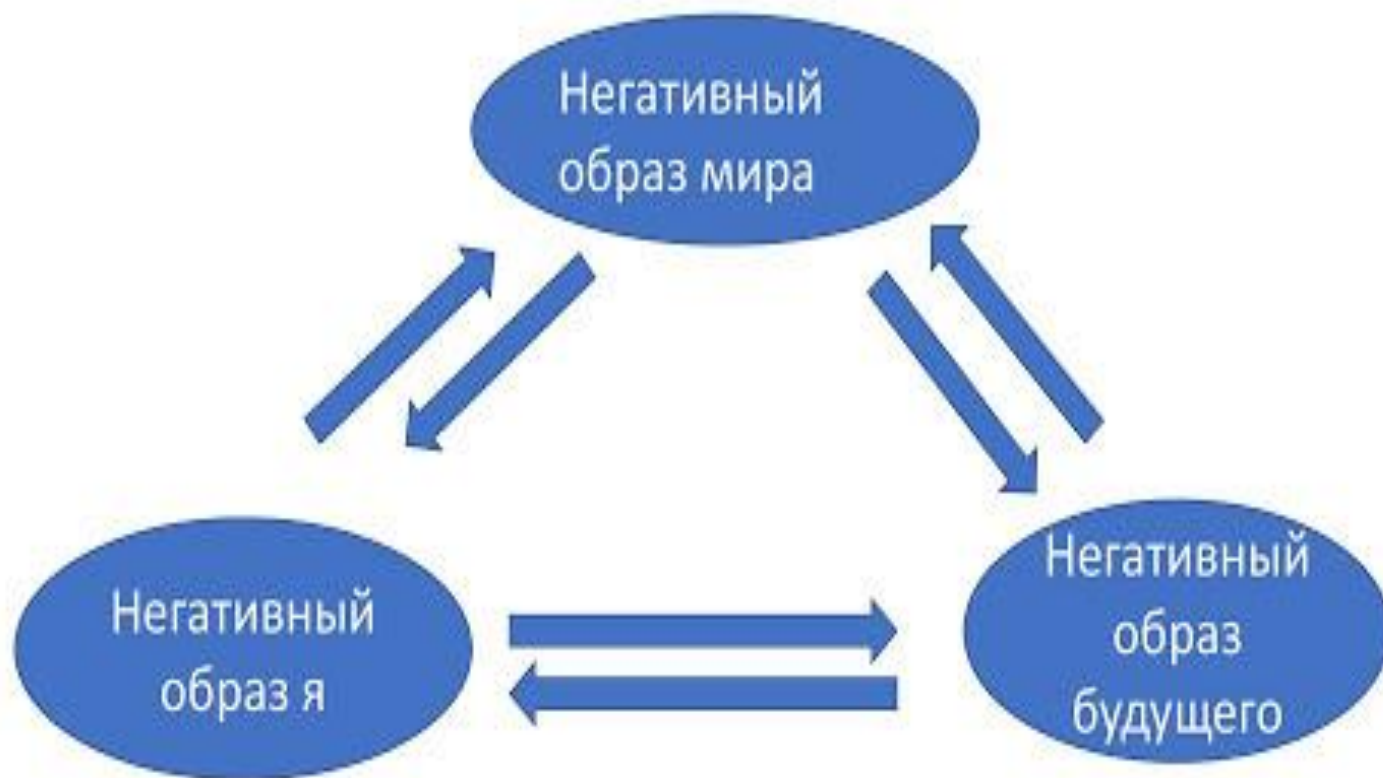 Негативный
образ мира
Негативный
образ я
Негативный
образ
будущего